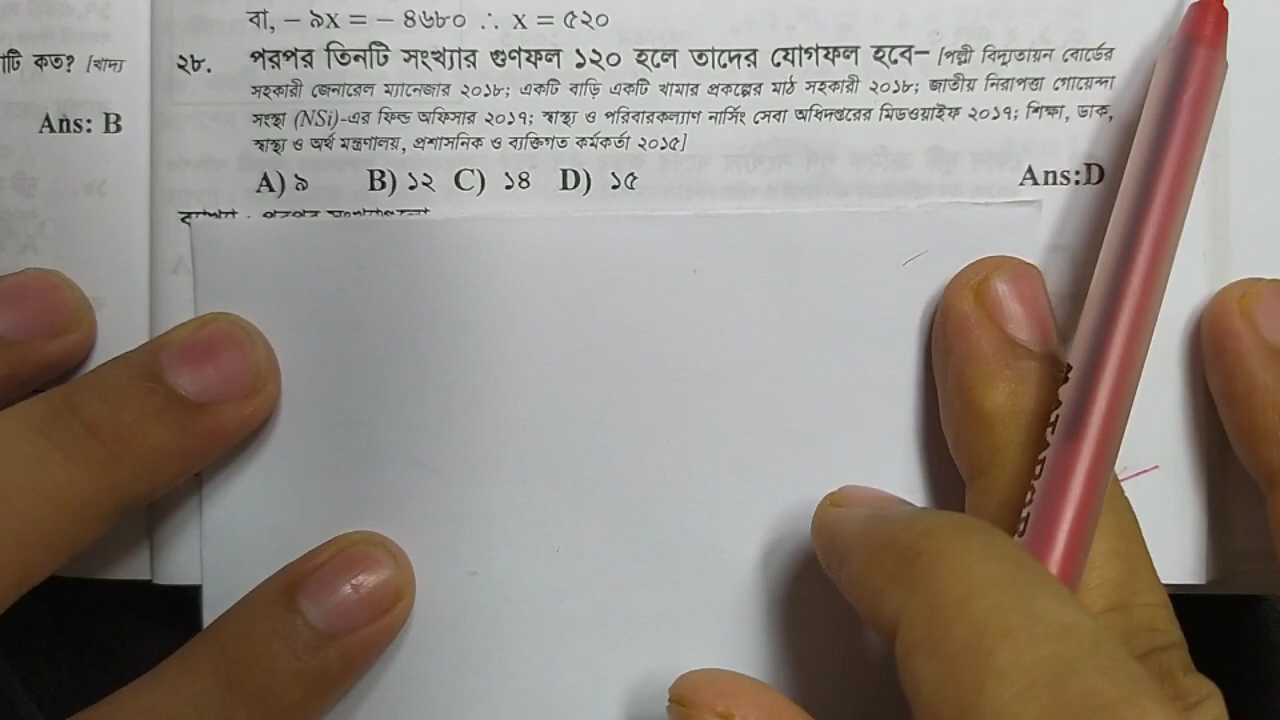 বা, – ৯x = – ৪৬৮০ ∴ x = ৫২০
টি কত? [খাদ্য
২৮. পরপর তিনটি সংখ্যার গুণফল ১২০ হলে তাদের যোগফল হবে– [পল্লী বিদ্যুতায়ন বোর্ডের
সহকারী জেনারেল ম্যানেজার ২০১৮; একটি বাড়ি একটি খামার প্রকল্পের মাঠ সহকারী ২০১৮; জাতীয় নিরাপত্তা গোয়েন্দা
সংস্থা (NSi)-এর ফিল্ড অফিসার ২০১৭; স্বাস্থ্য ও পরিবারকল্যাণ নার্সিং সেবা অধিদপ্তরের মিডওয়াইফ ২০১৭; শিক্ষা, ডাক,
স্বাস্থ্য ও অর্থ মন্ত্রণালয়, প্রশাসনিক ও ব্যক্তিগত কর্মকর্তা ২০১৫]
Ans: B
A) ৯ B) ১২ C) ১৪ D) ১৫ Ans:D
MATADOR